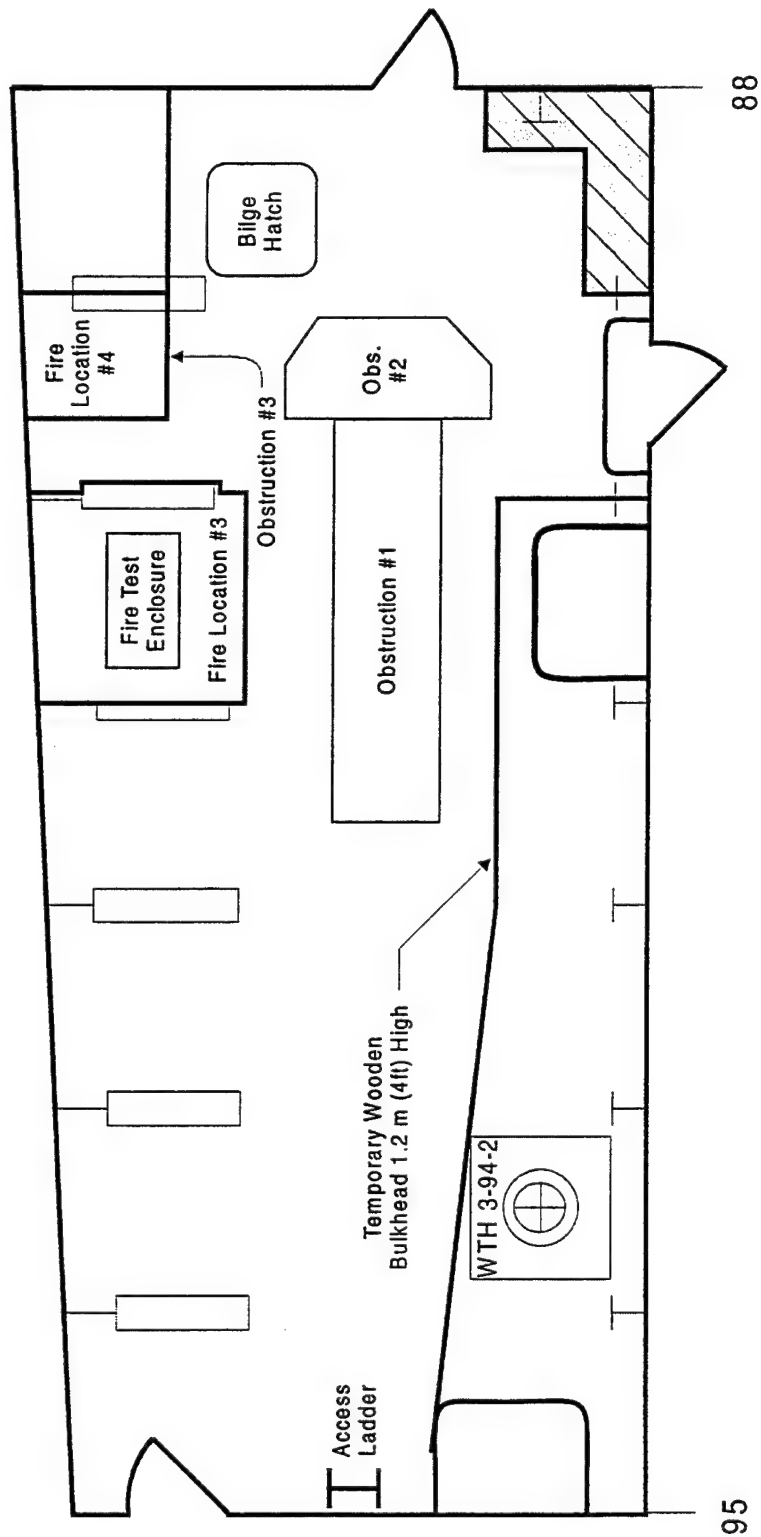 Fire
Location
#4
Bilge
Hatch
Obstruction #3
Obs.
#2
Fire Test
Enclosure
Fire Location #3
Obstruction #1
Temporary Wooden
Bulkhead 1.2 m (4ft) High
WTH 3-94-2
Access
Ladder
95
88